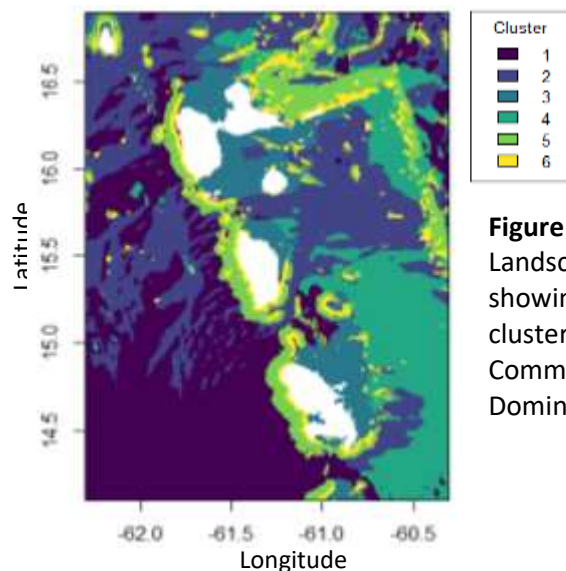 Cluster
1
2
3
4
5
6
16.5
16.0
15.5
15.0
14.5
Latitude
-62.0 -61.5 -61.0 -60.5
Longitude
Figure
Landsc
showin
cluster
Comm
Domin